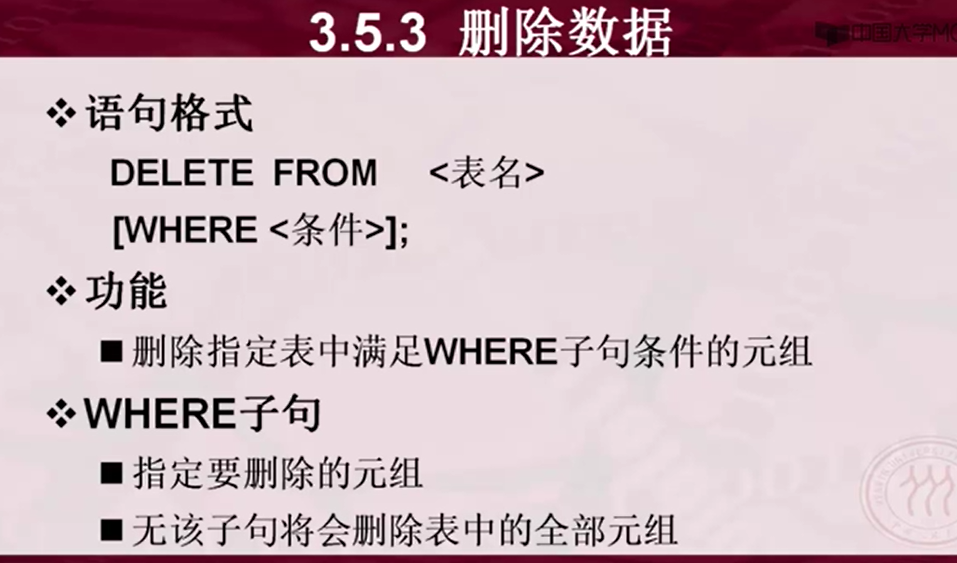 3.5.3 删除数据
中国大学M
❖语句格式
DELETE FROM <表名>
[WHERE <条件>];
❖功能
■删除指定表中满足WHERE子句条件的元组
❖WHERE子句
■指定要删除的元组
■无该子句将会删除表中的全部元组